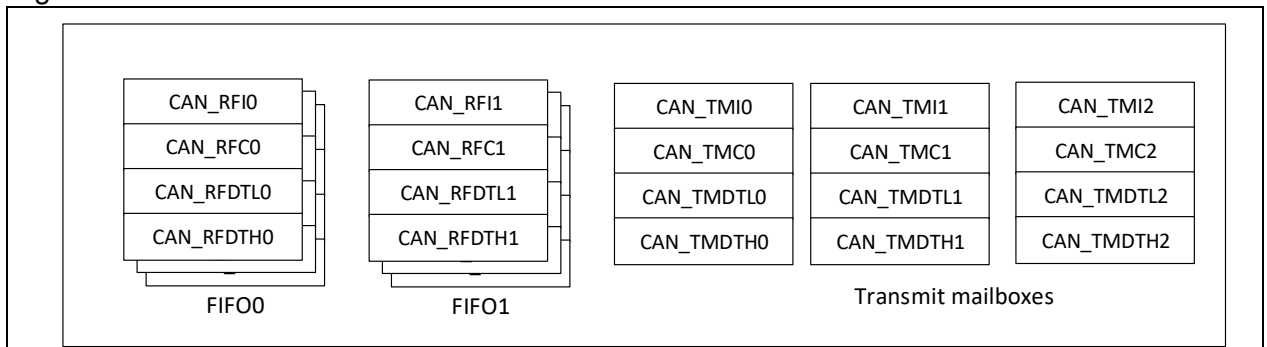 CAN_RFI0
CAN_RFC0
CAN_RFDTL0
CAN_RFDTH0
FIFO0
CAN_RFI1
CAN_RFC1
CAN_RFDTL1
CAN_RFDTH1
FIFO1
CAN_TMI0
CAN_TMC0
CAN_TMDTL0
CAN_TMDTH0
CAN_TMI1
CAN_TMC1
CAN_TMDTL1
CAN_TMDTH1
CAN_TMI2
CAN_TMC2
CAN_TMDTL2
CAN_TMDTH2
Transmit mailboxes